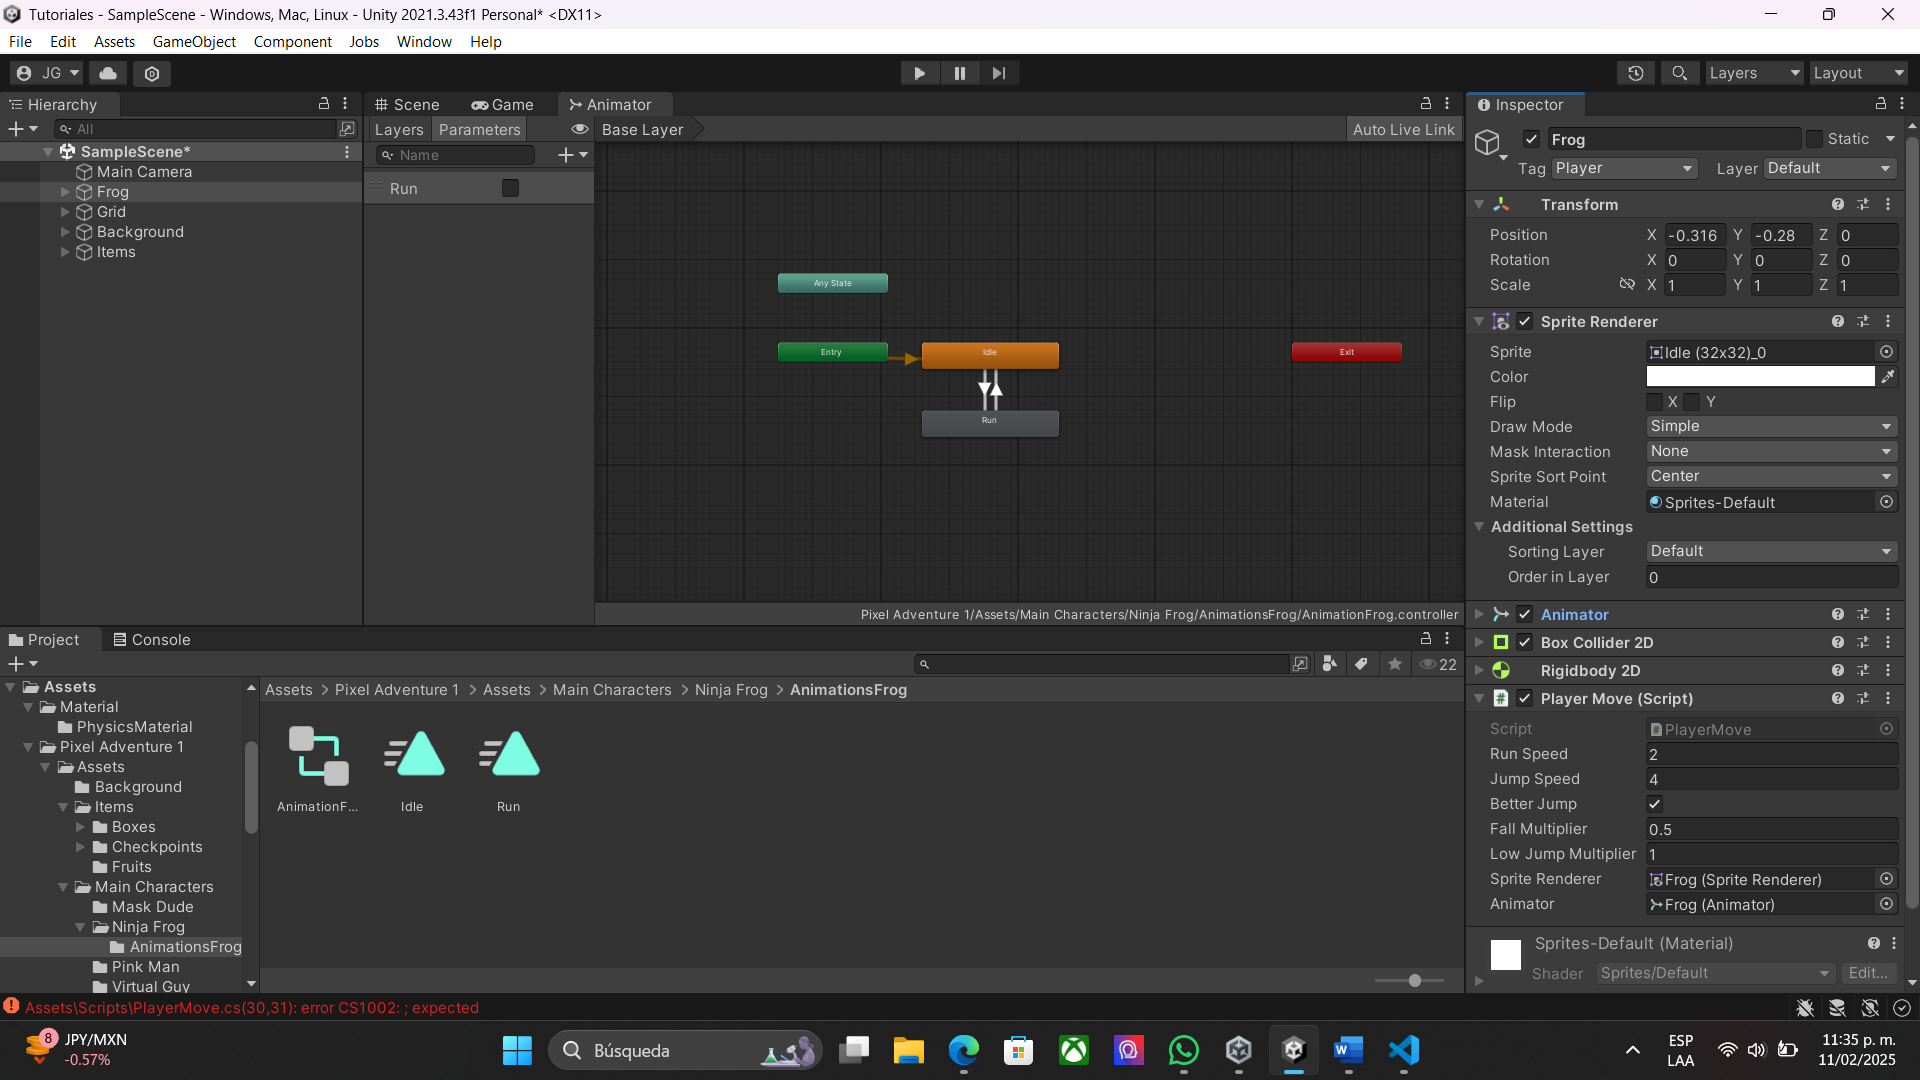 Tutoriales - SampleScene - Windows, Mac, Linux - Unity 2021.3.43f1 Personal* <DX11>
File Edit Assets GameObject Component Jobs Window Help
JG
Layers
Layout
Hierarchy
All
SampleScene*
Main Camera
Frog
Grid
Background
Items
Scene Game Animator
Layers Parameters
Base Layer
Auto Live Link
Name
Run
Any State
Entry
Idle
Exit
Run
Pixel Adventure 1/Assets/Main Characters/Ninja Frog/AnimationsFrog/AnimationFrog.controller
Inspector
Frog
Static
Tag Player Layer Default
Transform
Position X -0.316 Y -0.28 Z 0
Rotation X 0 Y 0 Z 0
Scale X 1 Y 1 Z 1
Sprite Renderer
Sprite Idle (32x32)_0
Color
Flip X Y
Draw Mode Simple
Mask Interaction None
Sprite Sort Point Center
Material Sprites-Default
Additional Settings
Sorting Layer Default
Order in Layer 0
Animator
Box Collider 2D
Rigidbody 2D
Player Move (Script)
Script PlayerMove
Run Speed 2
Jump Speed 4
Better Jump
Fall Multiplier 0.5
Low Jump Multiplier 1
Sprite Renderer Frog (Sprite Renderer)
Animator Frog (Animator)
Sprites-Default (Material)
Shader Sprites/Default Edit...
Project Console
22
Assets
Material
PhysicsMaterial
Pixel Adventure 1
Assets
Background
Items
Boxes
Checkpoints
Fruits
Main Characters
Mask Dude
Ninja Frog
AnimationsFrog
Pink Man
Virtual Guy
Assets > Pixel Adventure 1 > Assets > Main Characters > Ninja Frog > AnimationsFrog
AnimationF...
Idle
Run
Assets\Scripts\PlayerMove.cs(30,31): error CS1002: ; expected
8
JPY/MXN
-0.57%
Búsqueda
ESP
LAA
11:35 p. m.
11/02/2025